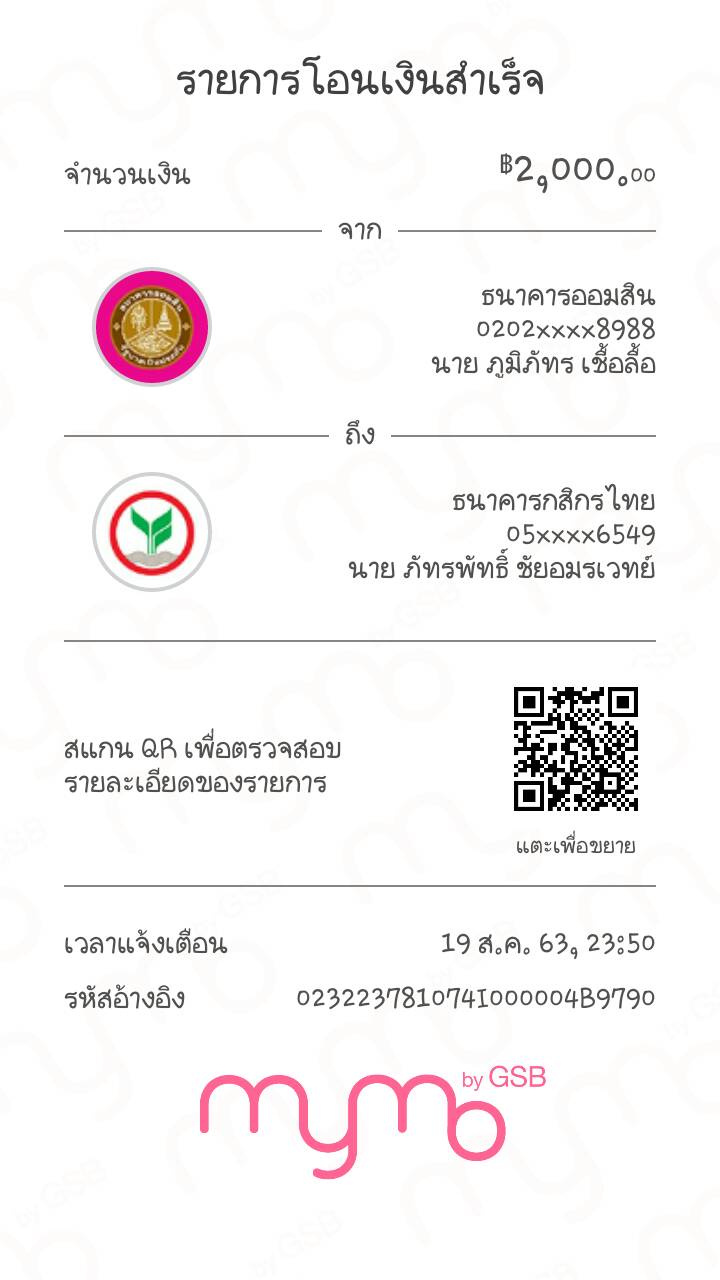 รายการโอนเงินสำเร็จ
จำนวนเงิน ฿2,000.00
จาก
ธนาคารออมสิน
0202xxxx8988
นาย ภูมิภัทร เชื้อลื้อ
ถึง
ธนาคารกสิกรไทย
05xxxx6549
นาย ภัทรพัทธิ์ ชัยอมรเวทย์
สแกน QR เพื่อตรวจสอบ
รายละเอียดของรายการ
แตะเพื่อขยาย
เวลาแจ้งเตือน 19 ส.ค. 63, 23:50
รหัสอ้างอิง 023223781074I000004B9790
mymo by GSB